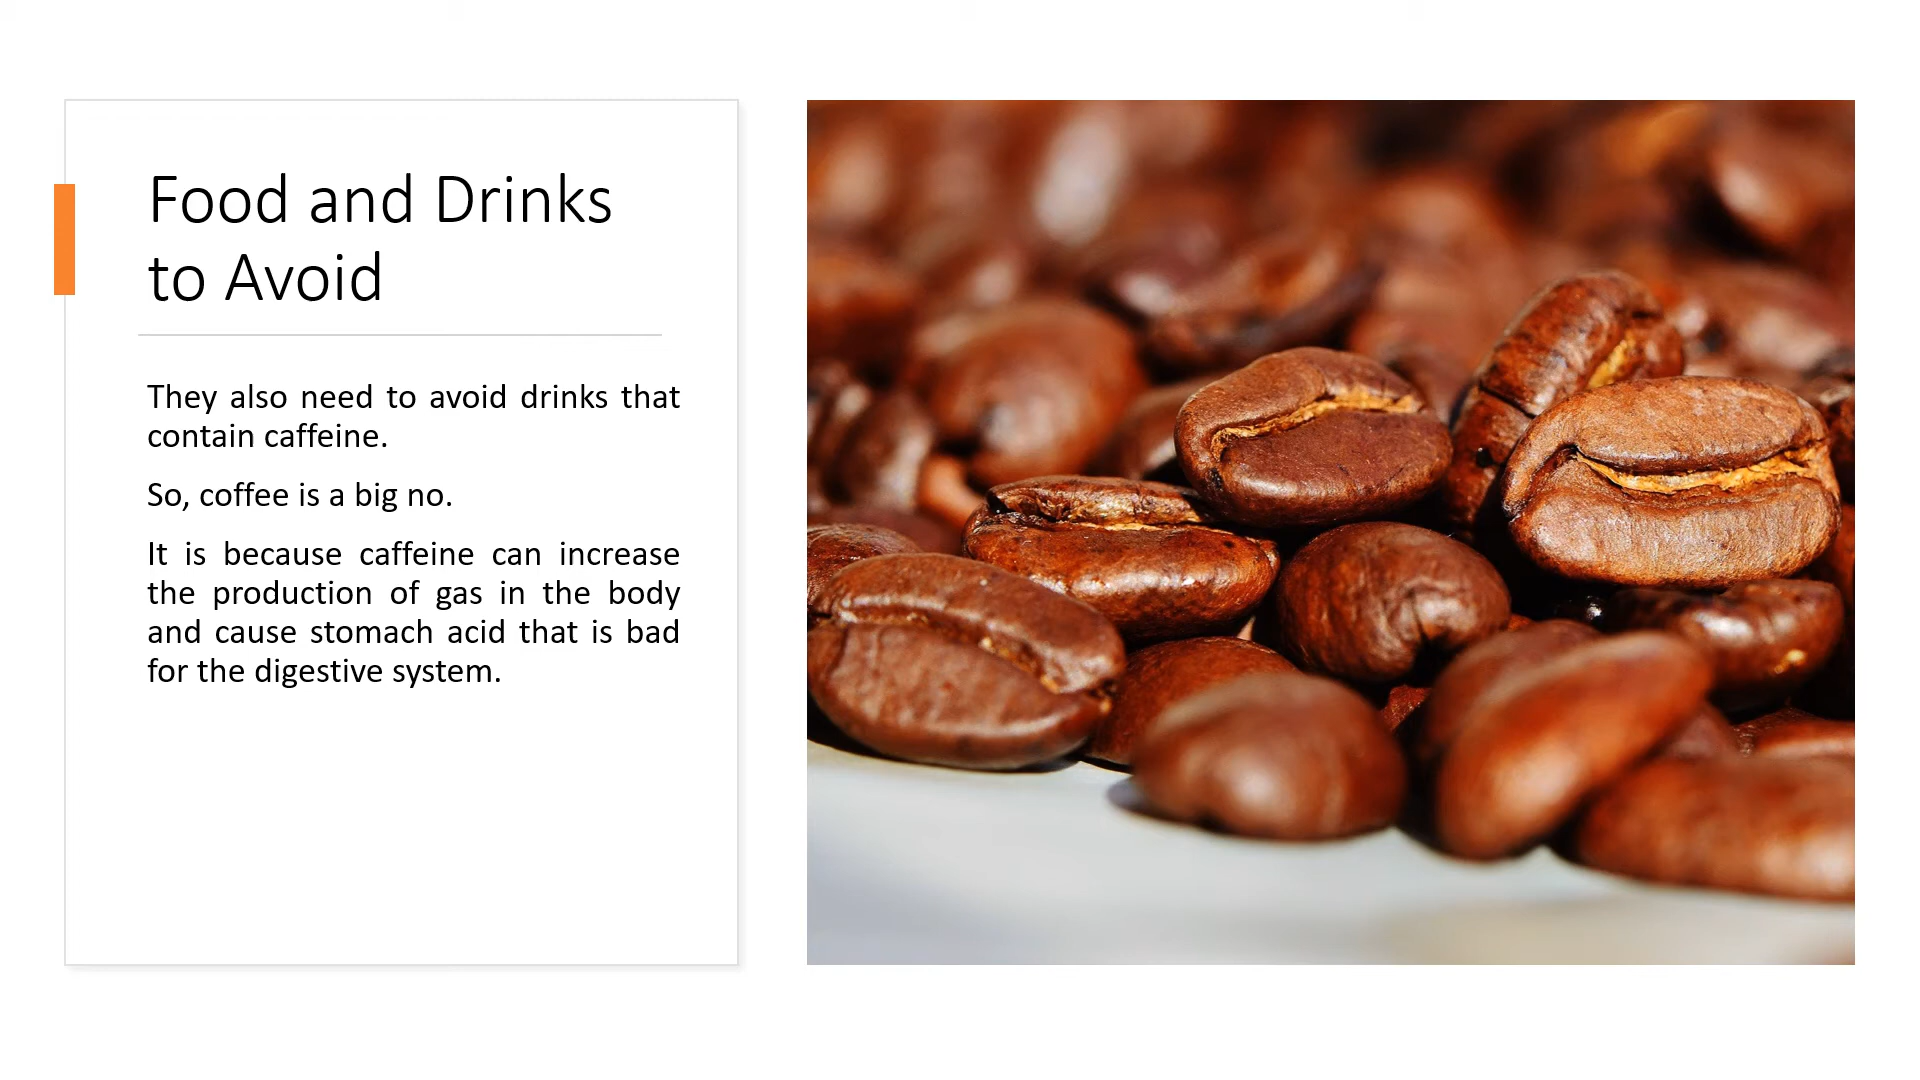 Food and Drinks
to Avoid
They also need to avoid drinks that
contain caffeine.
So, coffee is a big no.
It is because caffeine can increase
the production of gas in the body
and cause stomach acid that is bad
for the digestive system.